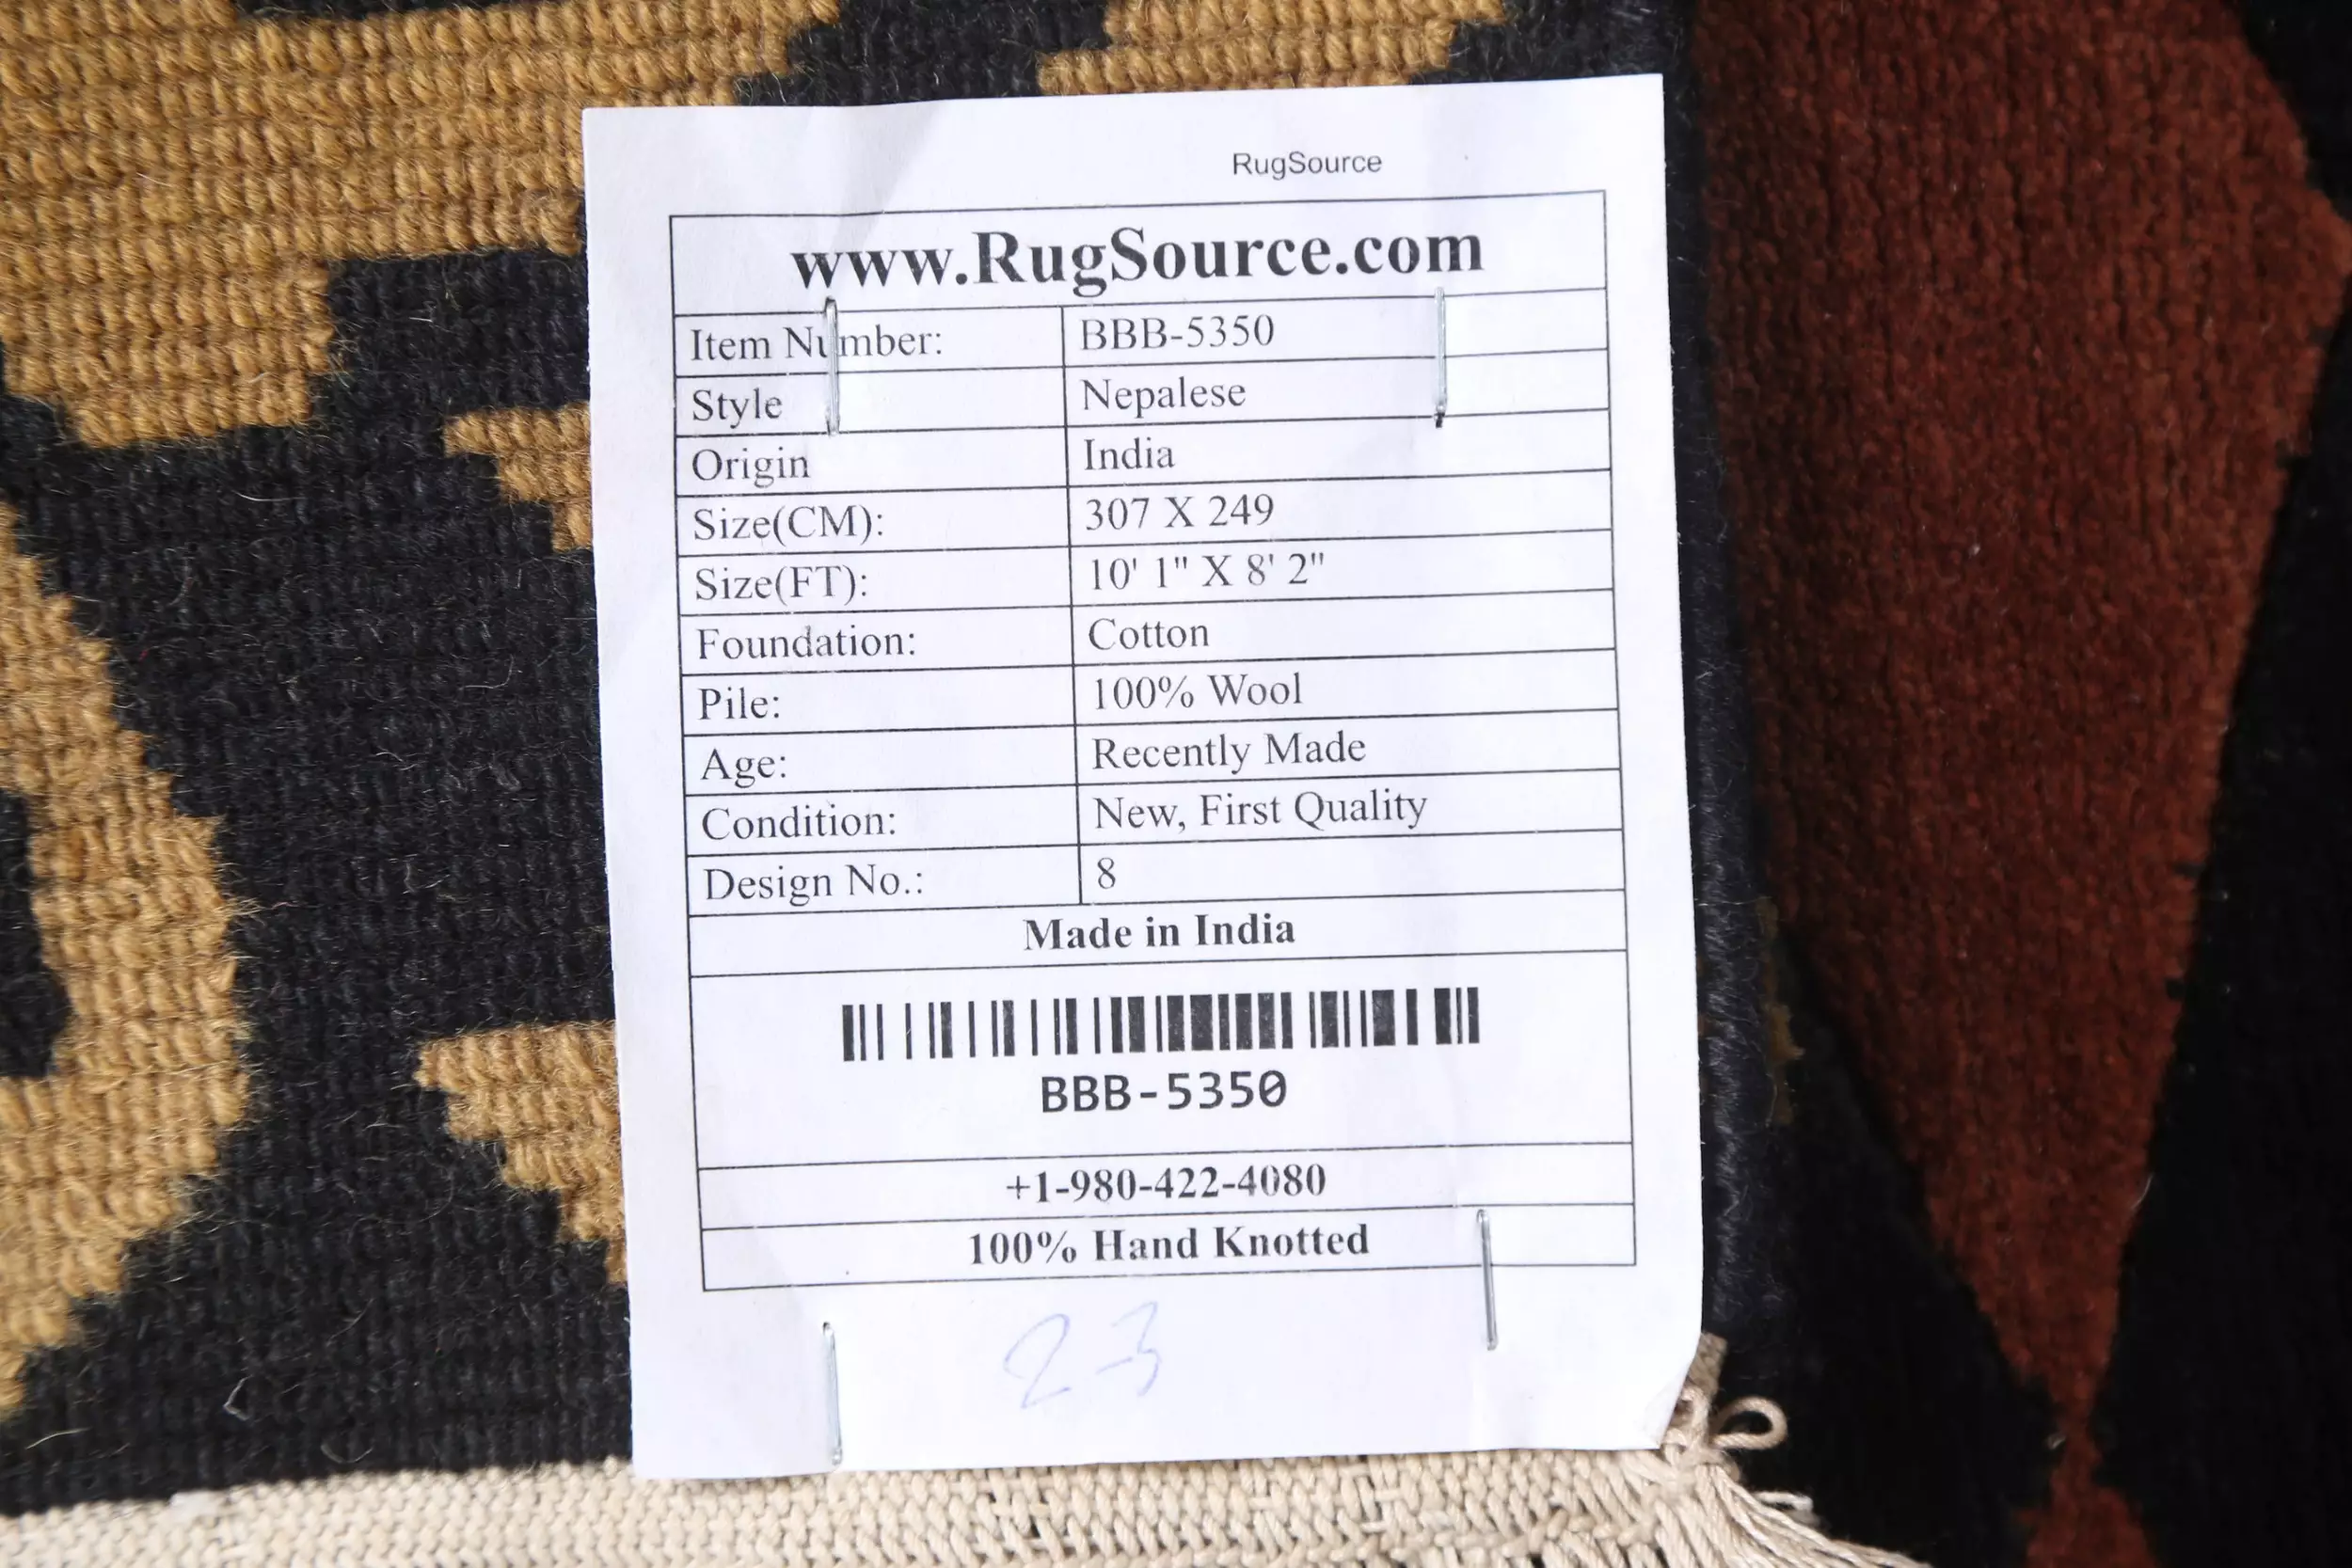 RugSource
www.RugSource.com
Item Number: BBB-5350
Style Nepalese
Origin India
Size(CM): 307 X 249
Size(FT): 10' 1" X 8' 2"
Foundation: Cotton
Pile: 100% Wool
Age: Recently Made
Condition: New, First Quality
Design No.: 8
Made in India
BBB-5350
+1-980-422-4080
100% Hand Knotted
23